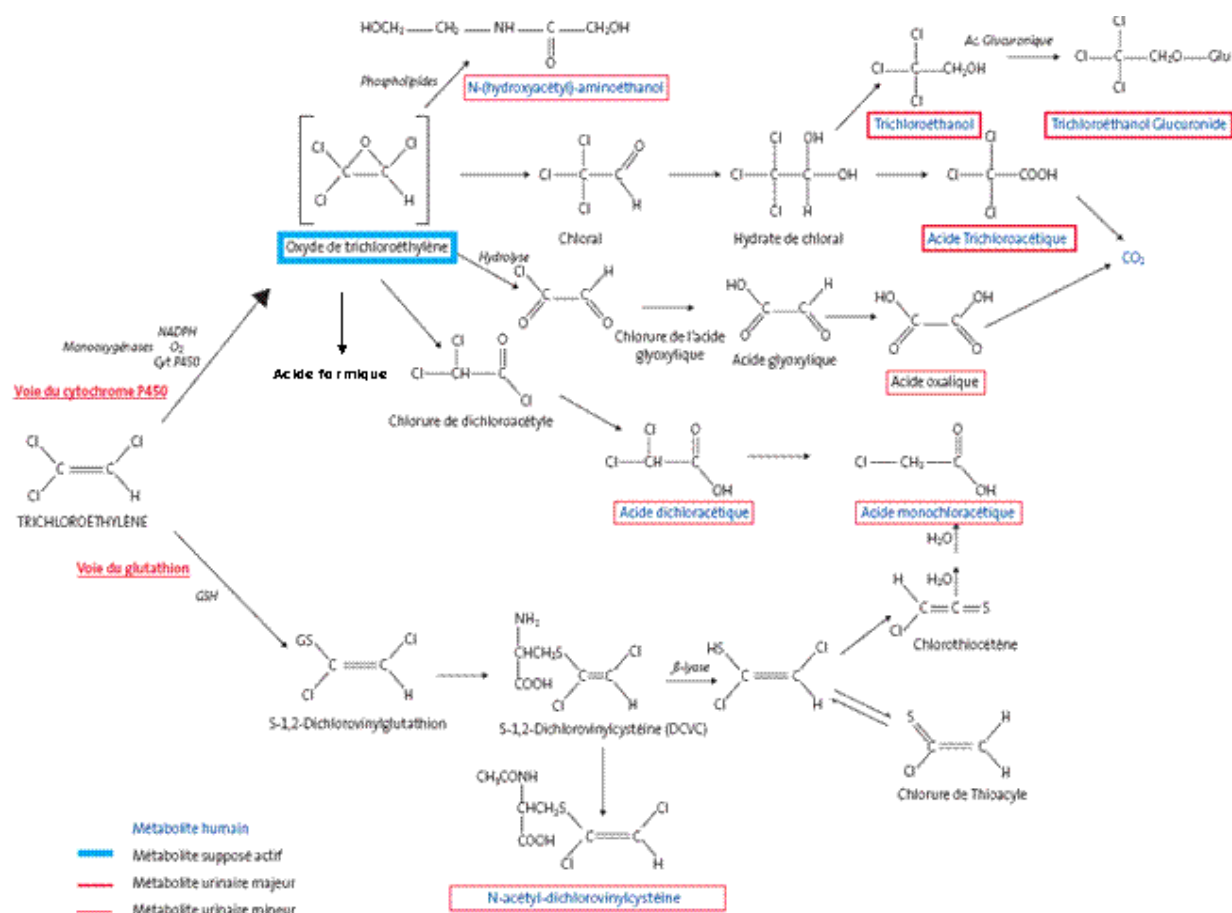 HOCH₂ — CH₂ — NH — C — CH₂OH
O
Phospholipides
N-(hydroxyacétyl)-aminoéthanol
Cl
Cl
Cl
CH₂OH
Ac Glucuronique
Cl
Cl
Cl
CH₂O — Glu
Trichloroéthanol
Trichloroéthanol Glucuronide
Cl
O
Cl
C
C
Cl
H
Oxyde de trichloroéthylène
Cl
O
Cl
C
C
Cl
H
Chloral
Cl
OH
Cl
C
C
OH
Cl
H
Hydrate de chloral
Cl
Cl
C
COOH
Cl
Acide Trichloroacétique
CO₂
Hydrolyse
Cl
H
C
C
O
O
Chlorure de l'acide
glyoxylique
HO
H
C
C
O
O
Acide glyoxylique
HO
OH
C
C
O
O
Acide oxalique
NADPH
Monooxygénases O₂
Cyt P450
Voie du cytochrome P450
Acide formique
Cl
O
Cl
CH
C
Cl
Chlorure de dichloroacétyle
Cl
Cl
C
C
Cl
H
TRICHLOROÉTHYLÈNE
Cl
O
Cl
CH
C
OH
Acide dichloracétique
O
Cl
CH₂
C
OH
Acide monochloracétique
H₂O
H₂O
Voie du glutathion
GSH
H
C
C
S
Cl
Chlorothiocétène
GS
Cl
C
C
Cl
H
S-1,2-Dichlorovinylglutathion
NH₂
CHCH₂S
COOH
Cl
C
C
Cl
H
S-1,2-Dichlorovinylcystéine (DCVC)
β-lyase
HS
Cl
C
C
Cl
H
S
H
C
CH₂
Cl
H
Chlorure de Thioacyle
CH₃CONH
CHCH₂S
COOH
Cl
C
C
Cl
H
N-acétyl-dichlorovinylcystéine
Métabolite humain
Métabolite supposé actif
Métabolite urinaire majeur
Métabolite urinaire mineur